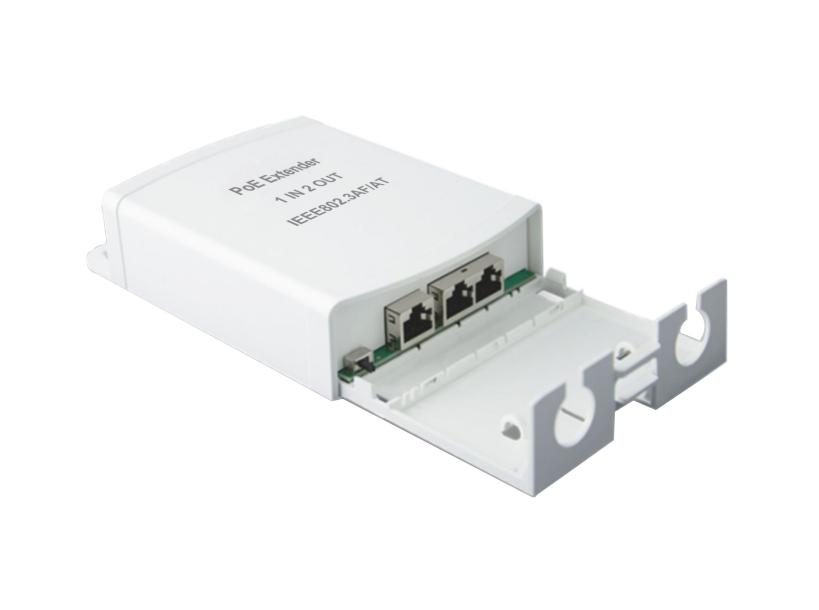 PoE Extender
1 IN 2 OUT
IEEE802.3AF/AT